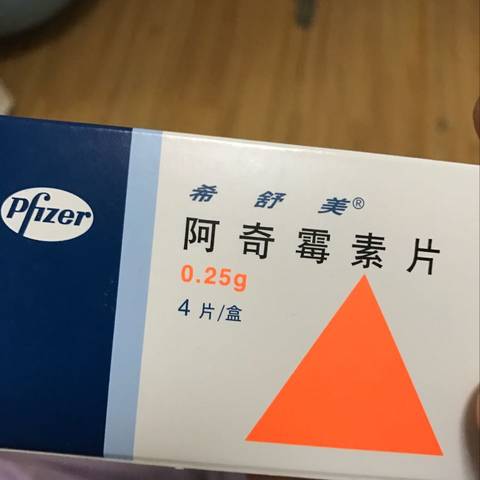 Pfizer
希舒美®
阿奇霉素片
0.25g
4片/盒